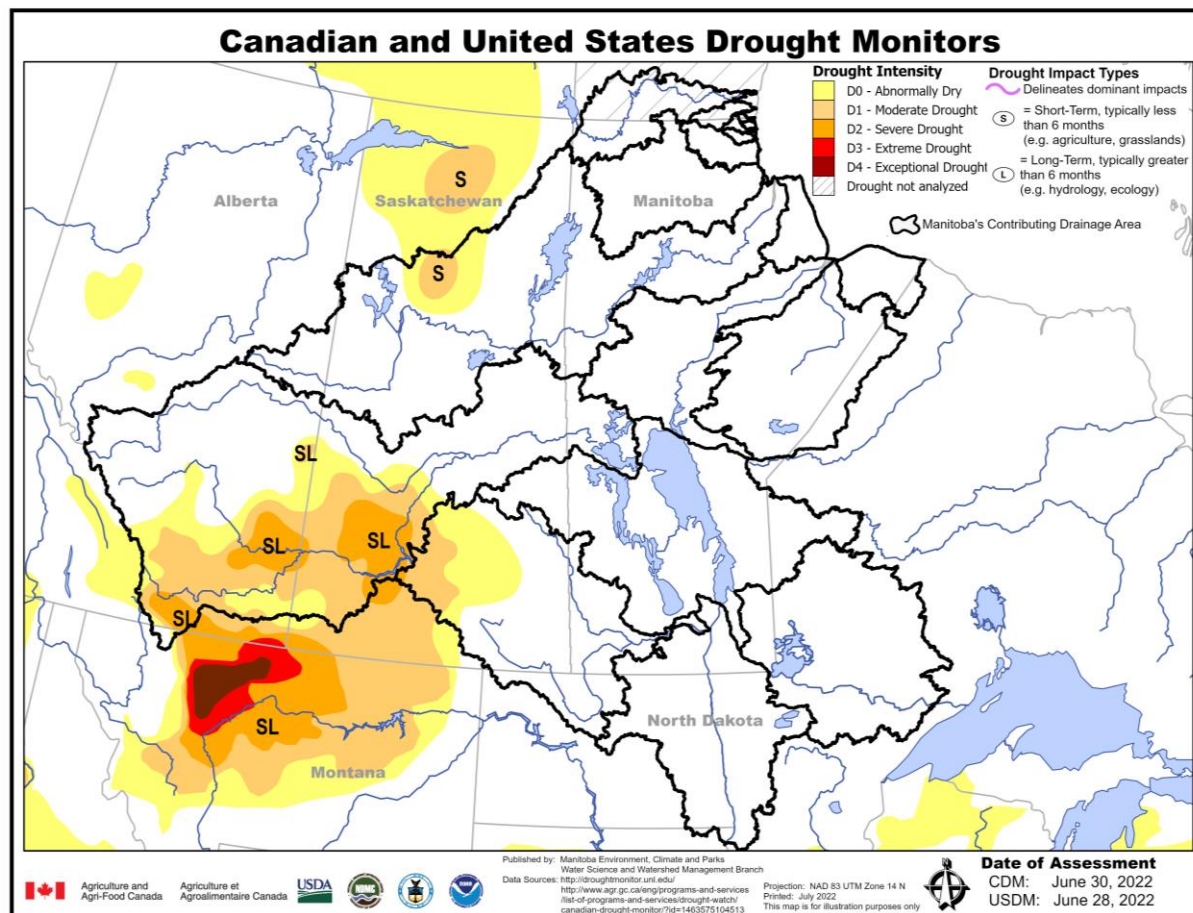 Canadian and United States Drought Monitors
Drought Intensity
D0 - Abnormally Dry
D1 - Moderate Drought
D2 - Severe Drought
D3 - Extreme Drought
D4 - Exceptional Drought
Drought not analyzed
Drought Impact Types
Delineates dominant impacts
S = Short-Term, typically less
than 6 months
(e.g. agriculture, grasslands)
L = Long-Term, typically greater
than 6 months
(e.g. hydrology, ecology)
Manitoba's Contributing Drainage Area
S
Alberta
Saskatchewan
Manitoba
S
SL
SL
SL
SL
SL
North Dakota
Montana
Agriculture and
Agri-Food Canada
Agriculture et
Agroalimentaire Canada
USDA
NDMC
NOAA
Published by: Manitoba Environment, Climate and Parks
Water Science and Watershed Management Branch
Data Sources: http://droughtmonitor.unl.edu/
http://www.agr.gc.ca/eng/programs-and-services
/list-of-programs-and-services/drought-watch/
canadian-drought-monitor/?id=1463575104513
Projection: NAD 83 UTM Zone 14 N
Printed: July 2022
This map is for illustration purposes only
Date of Assessment
CDM: June 30, 2022
USDM: June 28, 2022